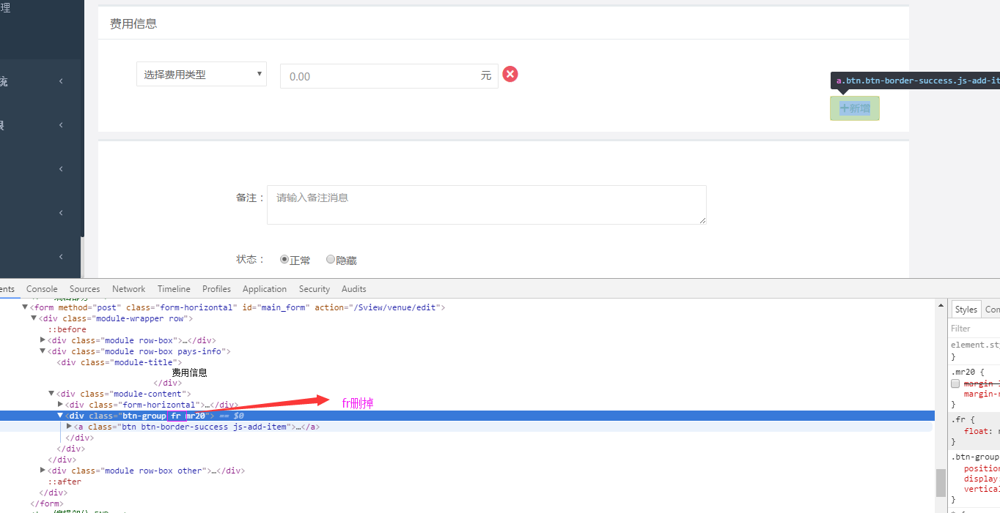 理
费用信息
统
选择费用类型
0.00
元
a.btn.btn-border-success.js-add-it
+新增
备注：
请输入备注消息
状态：
正常
隐藏
ents Console Sources Network Timeline Profiles Application Security Audits
<form method="post" class="form-horizontal" id="main_form" action="/Sview/venue/edit">
<div class="module-wrapper row">
::before
<div class="module row-box">…</div>
<div class="module row-box pays-info">
<div class="module-title">
费用信息
</div>
<div class="module-content">
<div class="form-horizontal">…</div>
fr删掉
<div class="btn-group fr mr20"> == $0
<a class="btn btn-border-success js-add-item">…</a>
</div>
</div>
</div>
<div class="module row-box other">…</div>
::after
</div>
</form>
Styles Con
Filter
element.st
}
.mr20 {
margin-
margin-r
}
.fr {
float: r
}
.btn-group
position
display:
vertical
}